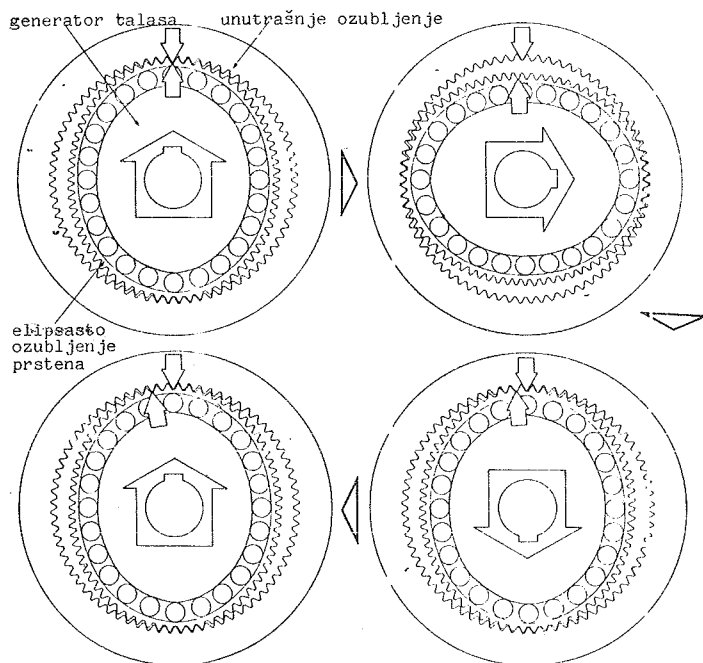 generator talasa
unutrašnje ozubljenje
elipsasto
ozubljenje
prstena